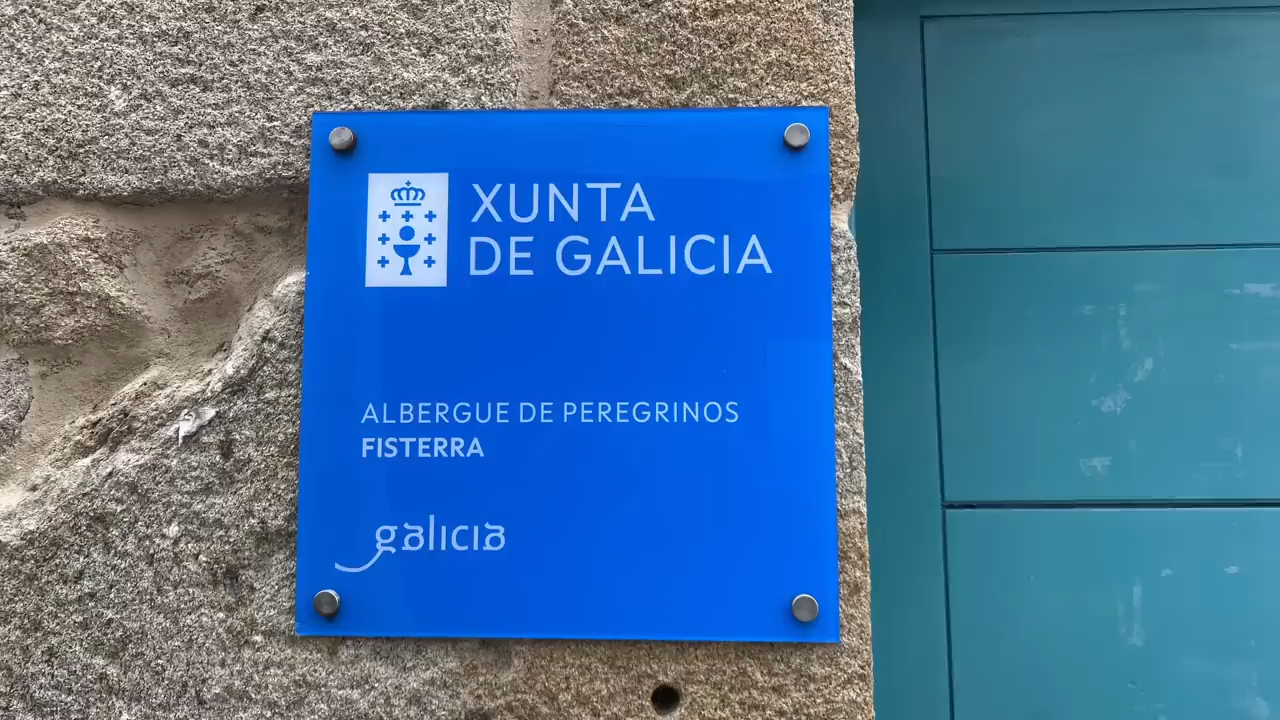 XUNTA
DE GALICIA
ALBERGUE DE PEREGRINOS
FISTERRA
galicia